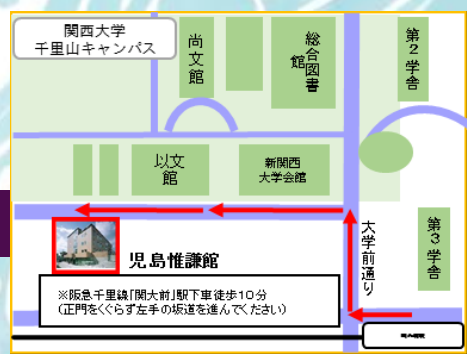 関西大学
千里山キャンパス
尚文館
総合図書館
第2学舎
以文館
新関西
大学会館
大学前通り
第3学舎
児島惟謙館
※阪急千里線「関大前」駅下車徒歩10分
(正門をくぐらず左手の坂道を進んでください)